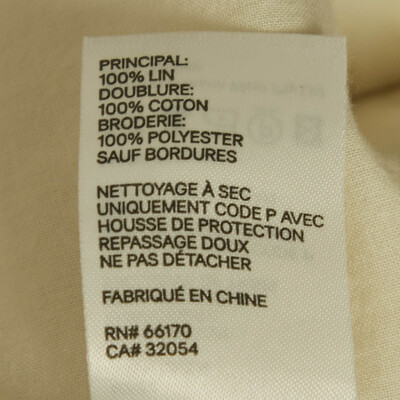 PRINCIPAL:
100% LIN
DOUBLURE:
100% COTON
BRODERIE:
100% POLYESTER
SAUF BORDURES
NETTOYAGE À SEC
UNIQUEMENT CODE P AVEC
HOUSSE DE PROTECTION
REPASSAGE DOUX
NE PAS DÉTACHER
FABRIQUÉ EN CHINE
RN# 66170
CA# 32054